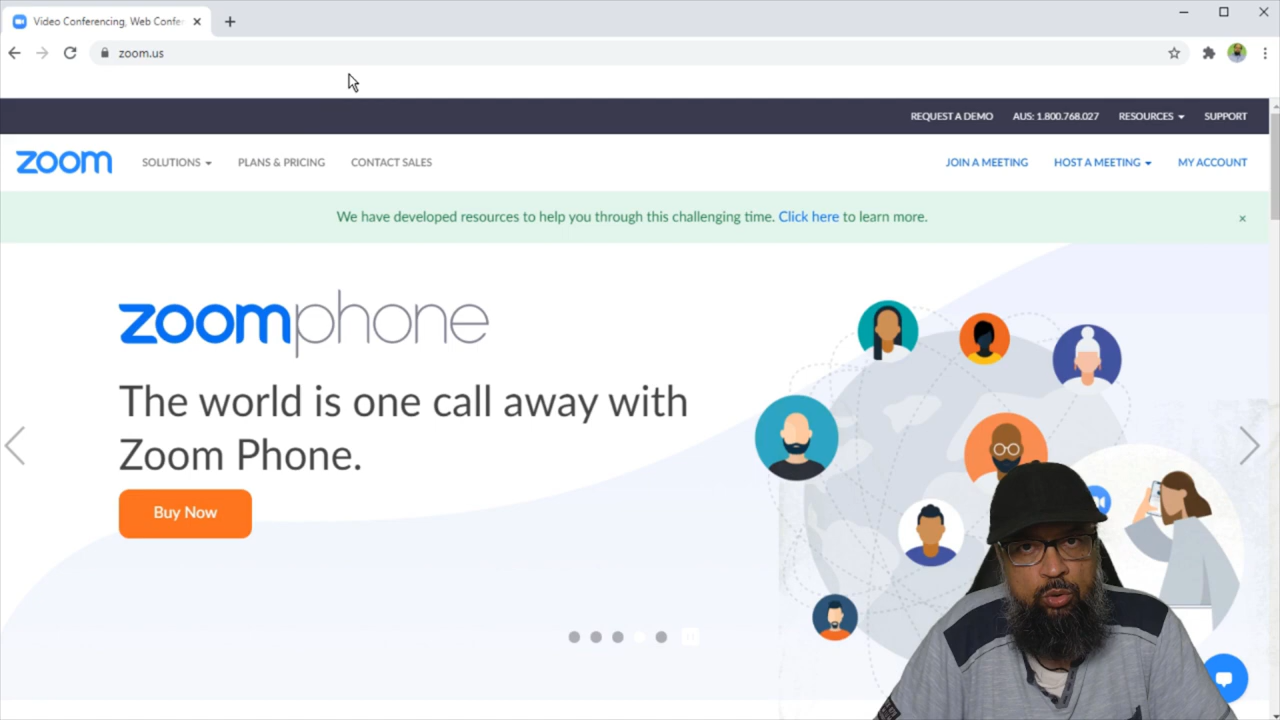 Video Conferencing, Web Confer
zoom.us
REQUEST A DEMO AUS: 1.800.768.027 RESOURCES SUPPORT
zoom SOLUTIONS PLANS & PRICING CONTACT SALES JOIN A MEETING HOST A MEETING MY ACCOUNT
We have developed resources to help you through this challenging time. Click here to learn more.
zoomphone
The world is one call away with
Zoom Phone.
Buy Now